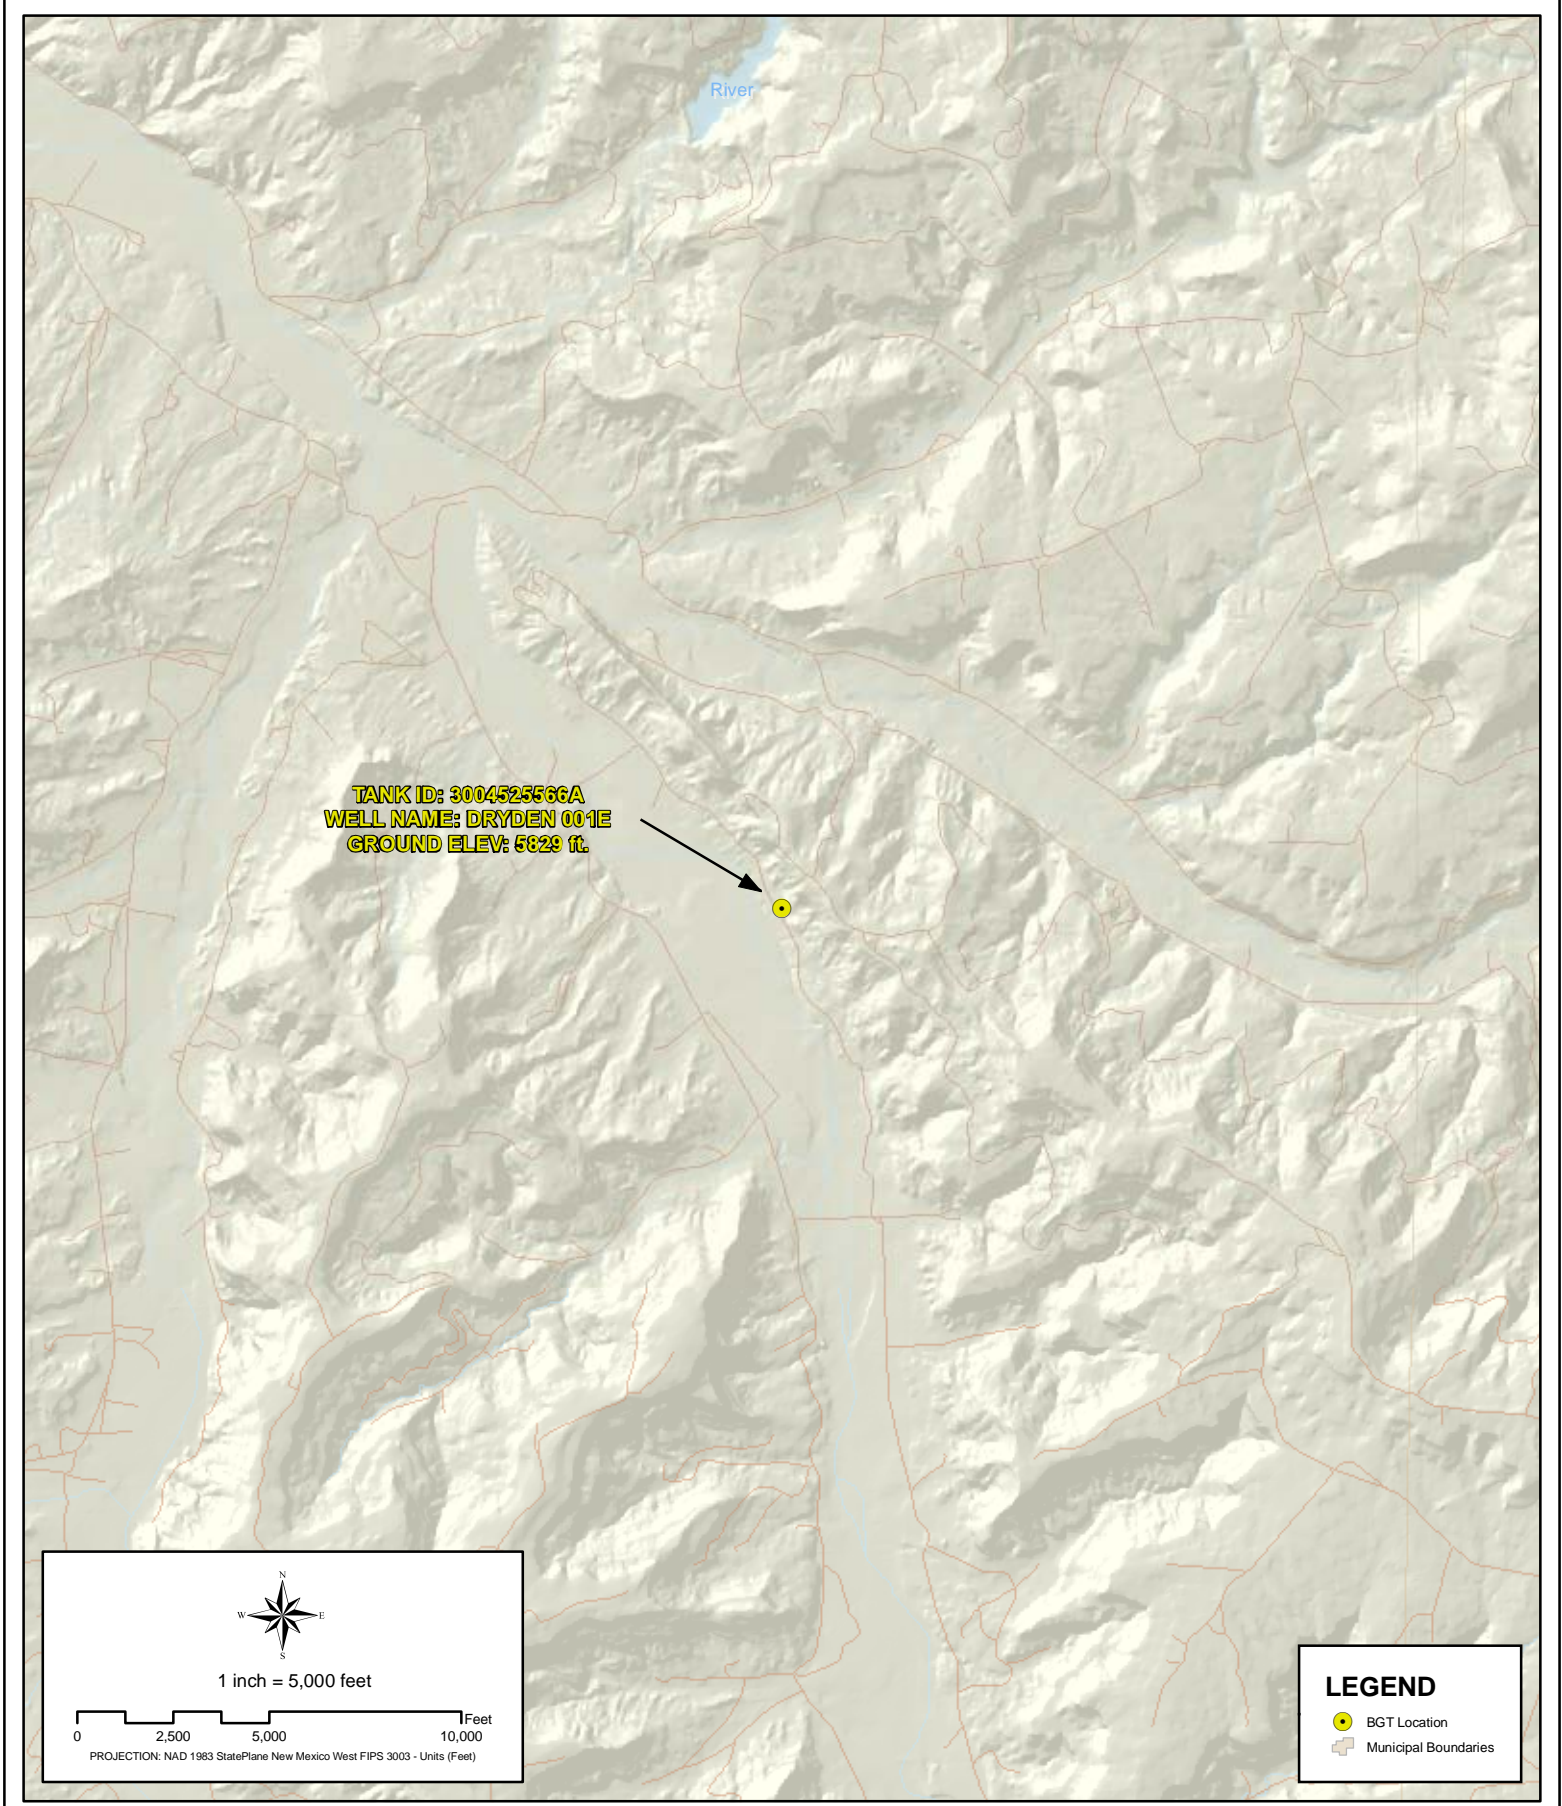 River
TANK ID: 3004525566A
WELL NAME: DRYDEN 001E
GROUND ELEV: 5829 ft.
N
W E
S
1 inch = 5,000 feet
Feet
0 2,500 5,000 10,000
PROJECTION: NAD 1983 StatePlane New Mexico West FIPS 3003 - Units (Feet)
LEGEND
BGT Location
Municipal Boundaries